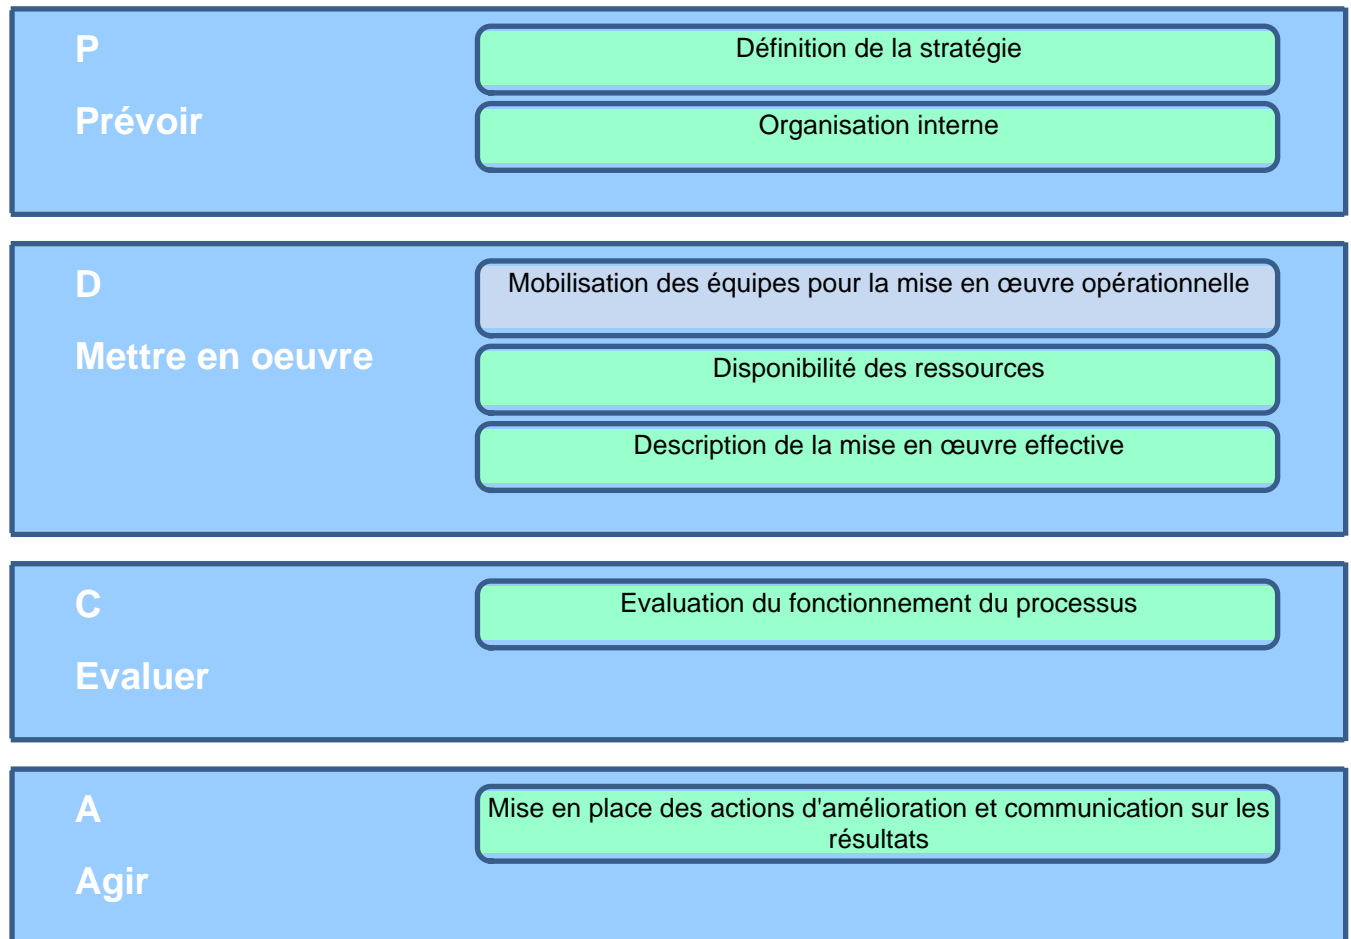 P
Prévoir
Définition de la stratégie
Organisation interne
D
Mettre en oeuvre
Mobilisation des équipes pour la mise en œuvre opérationnelle
Disponibilité des ressources
Description de la mise en œuvre effective
C
Evaluer
Evaluation du fonctionnement du processus
A
Agir
Mise en place des actions d'amélioration et communication sur les
résultats